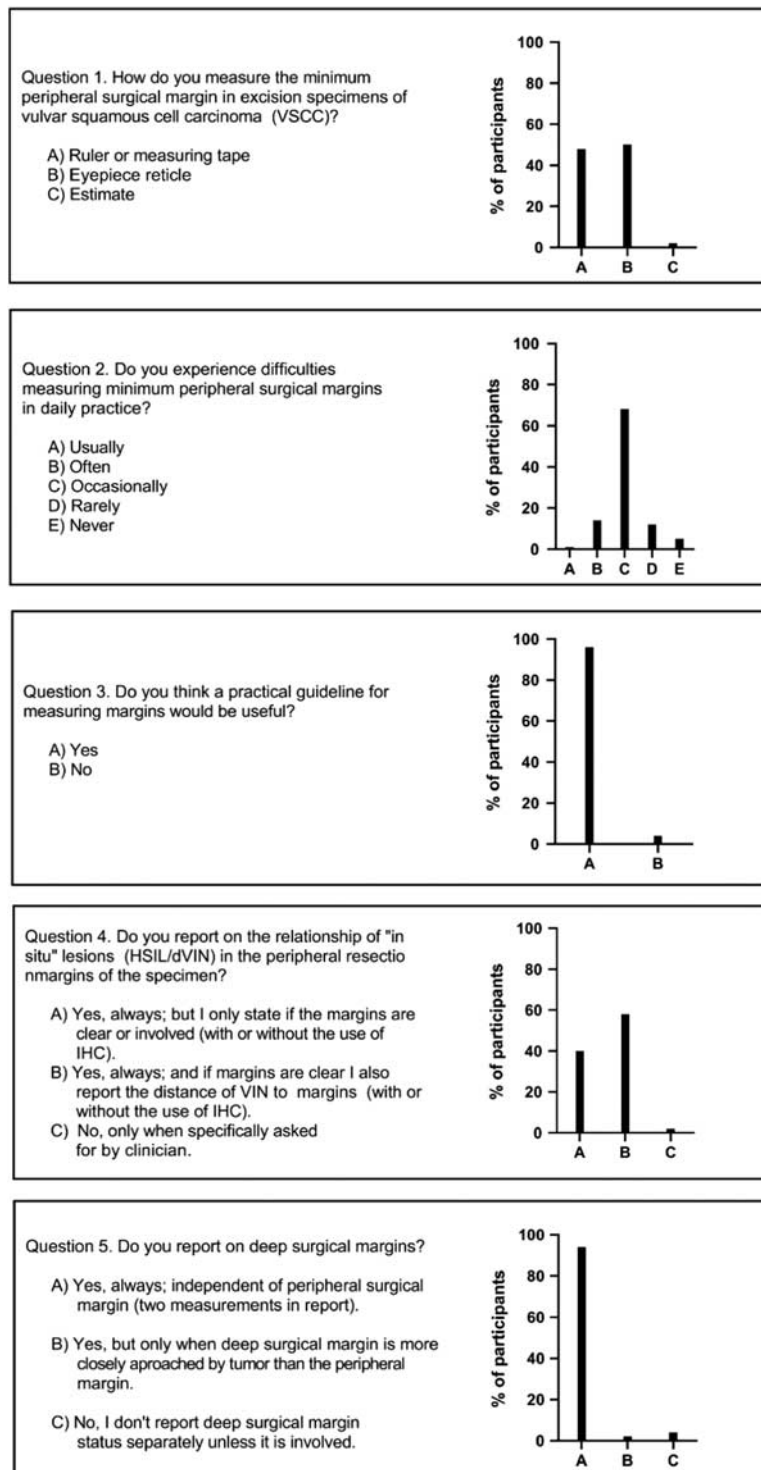 Question 1. How do you measure the minimum
peripheral surgical margin in excision specimens of
vulvar squamous cell carcinoma (VSCC)?
A) Ruler or measuring tape
B) Eyepiece reticle
C) Estimate
% of participants
100
80
60
40
20
0
A B C
Question 2. Do you experience difficulties
measuring minimum peripheral surgical margins
in daily practice?
A) Usually
B) Often
C) Occasionally
D) Rarely
E) Never
% of participants
100
80
60
40
20
0
A B C D E
Question 3. Do you think a practical guideline for
measuring margins would be useful?
A) Yes
B) No
% of participants
100
80
60
40
20
0
A B
Question 4. Do you report on the relationship of "in
situ" lesions (HSIL/dVIN) in the peripheral resectio
nmargins of the specimen?
A) Yes, always; but I only state if the margins are
clear or involved (with or without the use of
IHC).
B) Yes, always; and if margins are clear I also
report the distance of VIN to margins (with or
without the use of IHC).
C) No, only when specifically asked
for by clinician.
% of participants
100
80
60
40
20
0
A B C
Question 5. Do you report on deep surgical margins?
A) Yes, always; independent of peripheral surgical
margin (two measurements in report).
B) Yes, but only when deep surgical margin is more
closely aproached by tumor than the peripheral
margin.
C) No, I don't report deep surgical margin
status separately unless it is involved.
% of participants
100
80
60
40
20
0
A B C